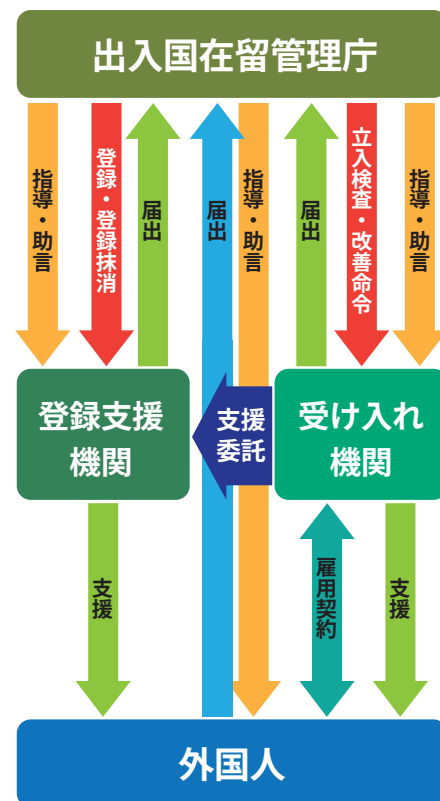 出入国在留管理庁
指導・助言
登録・登録抹消
届出
届出
指導・助言
届出
立入検査・改善命令
指導・助言
登録支援
機関
支援
委託
受け入れ
機関
支援
雇用契約
支援
外国人